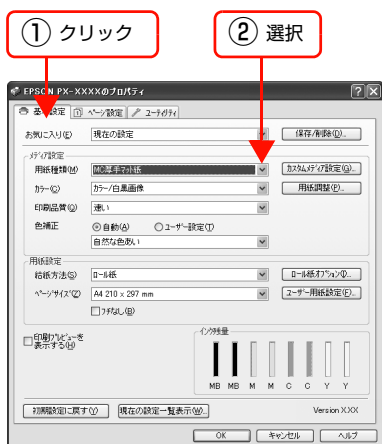 ① クリック
② 選択
EPSON PX-XXXXのプロパティ
基本設定 ページ設定 ユーティリティ
お気に入り(E) 現在の設定 保存/削除(D)...
メディア設定
用紙種類(M) MC厚手マット紙 カスタムメディア設定(G)...
カラー(C) カラー/白黒画像 用紙調整(P)...
印刷品質(Q) 速い
色補正 自動(A) ユーザー設定(T)
自然な色あい
用紙設定
給紙方法(S) ロール紙 ロール紙オプション(I)...
ページサイズ(Z) A4 210 x 297 mm ユーザー用紙設定(F)...
フチなし(B)
印刷プレビューを
表示する(H)
インク残量
MB MB M M C C Y Y
初期設定に戻す(Y) 現在の設定一覧表示(W)... Version X.XX
OK キャンセル ヘルプ